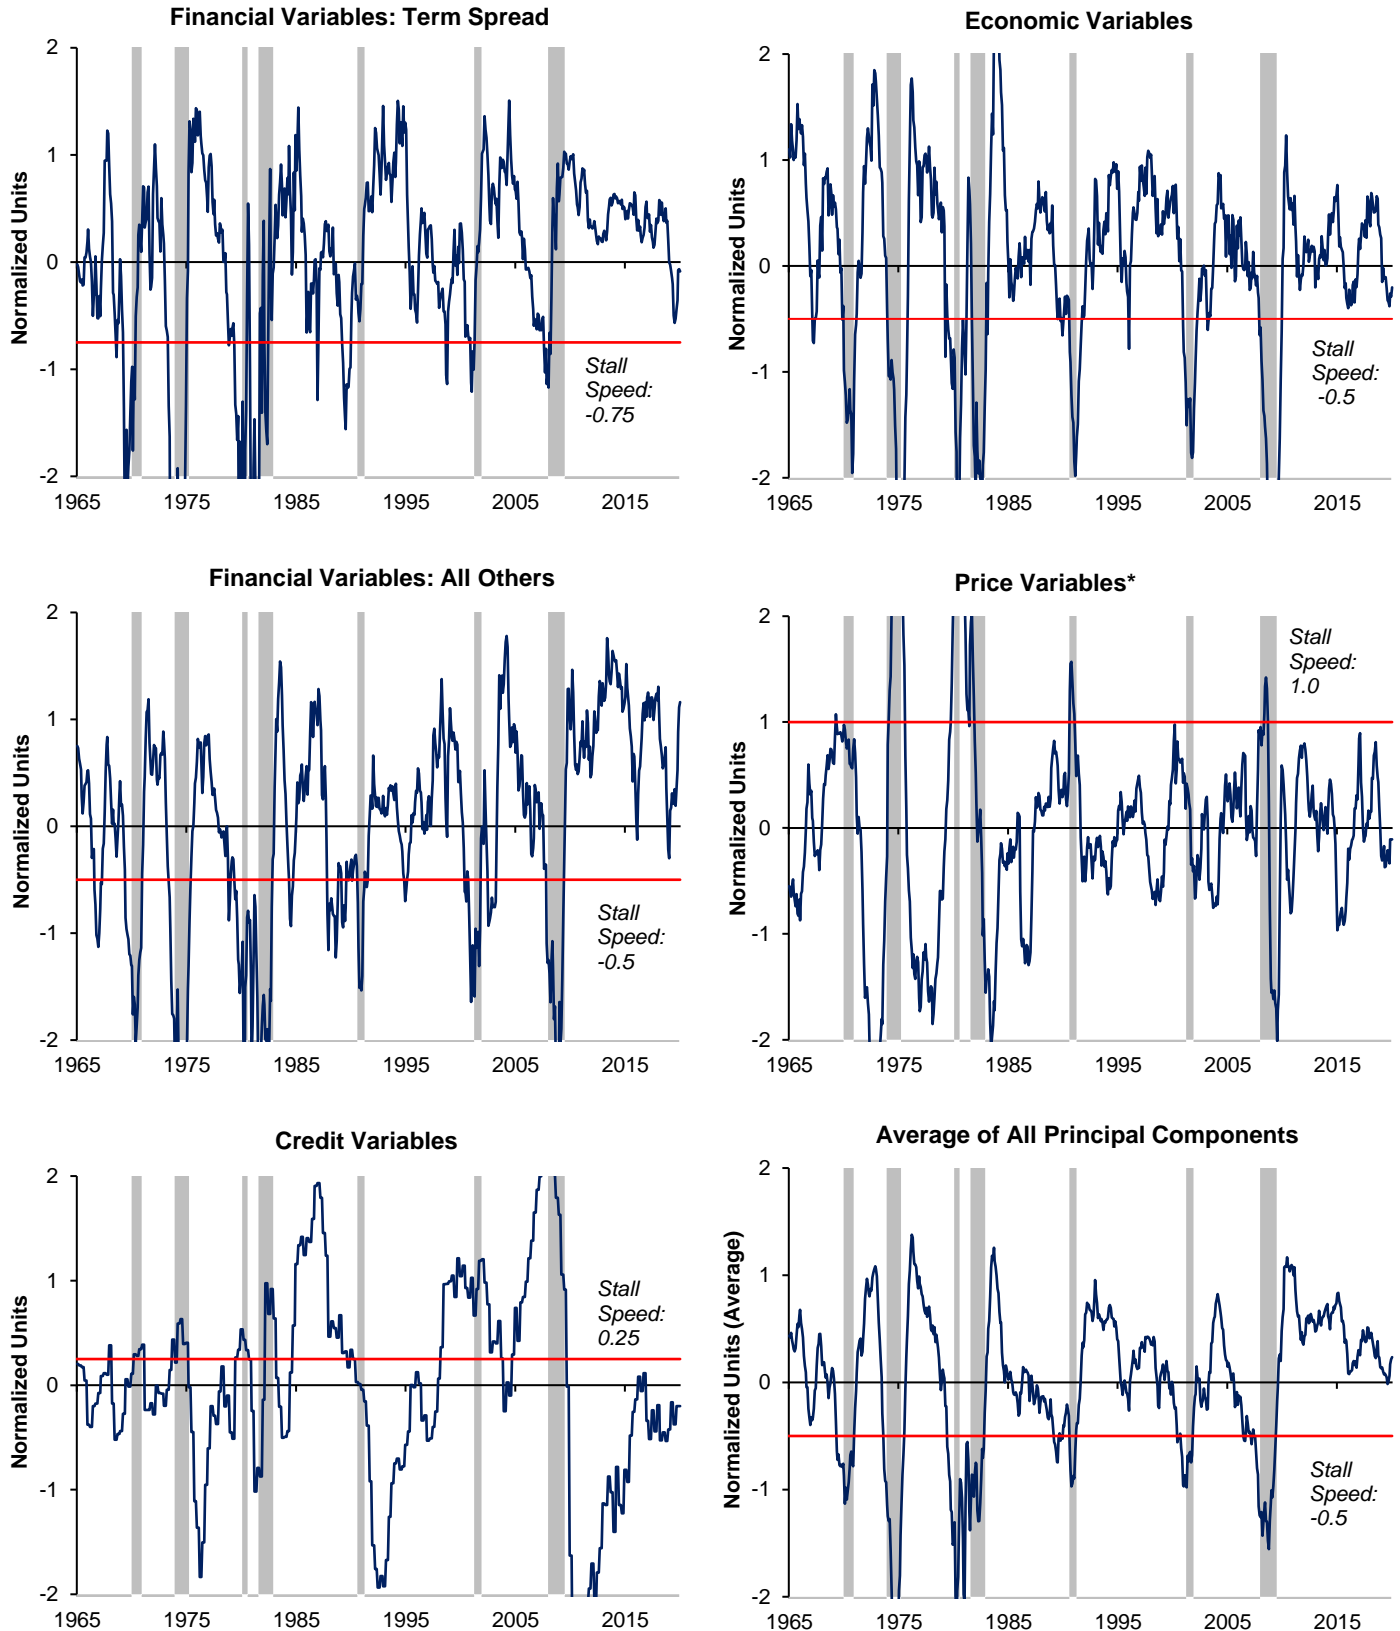 Financial Variables: Term Spread
Normalized Units
2
1
0
-1
-2
Stall
Speed:
-0.75
1965 1975 1985 1995 2005 2015
Economic Variables
Normalized Units
2
1
0
-1
-2
Stall
Speed:
-0.5
1965 1975 1985 1995 2005 2015
Financial Variables: All Others
Normalized Units
2
1
0
-1
-2
Stall
Speed:
-0.5
1965 1975 1985 1995 2005 2015
Price Variables*
Normalized Units
2
1
0
-1
-2
Stall
Speed:
1.0
1965 1975 1985 1995 2005 2015
Credit Variables
Normalized Units
2
1
0
-1
-2
Stall
Speed:
0.25
1965 1975 1985 1995 2005 2015
Average of All Principal Components
Normalized Units (Average)
2
1
0
-1
-2
Stall
Speed:
-0.5
1965 1975 1985 1995 2005 2015